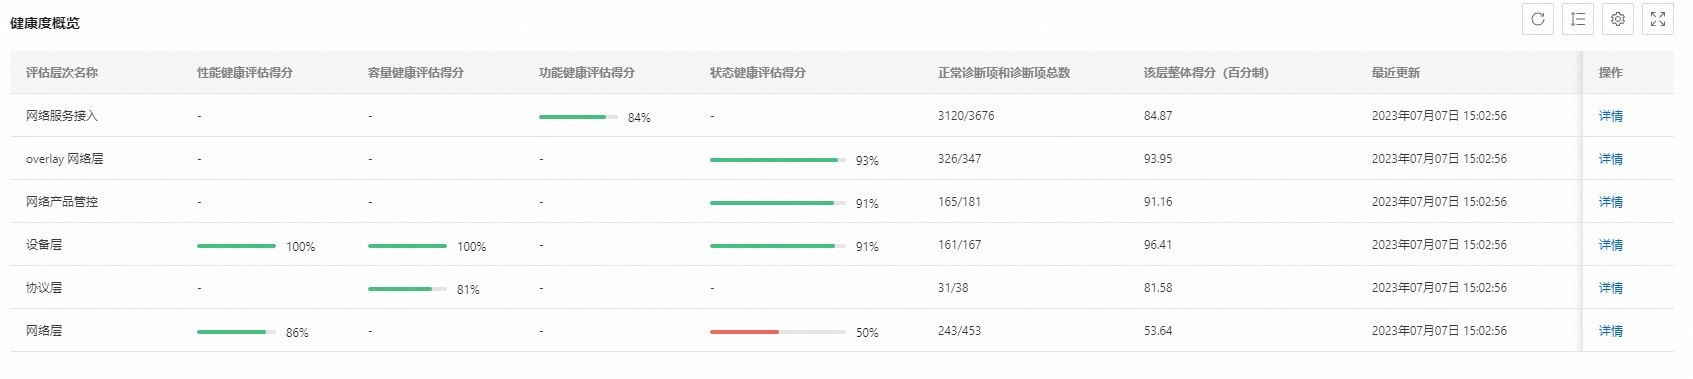 健康度概览
评估层次名称 性能健康评估得分 容量健康评估得分 功能健康评估得分 状态健康评估得分 正常诊断项和诊断项总数 该层整体得分（百分制） 最近更新 操作
网络服务接入 - - 84% - 3120/3676 84.87 2023年07月07日 15:02:56 详情
overlay 网络层 - - - 93% 326/347 93.95 2023年07月07日 15:02:56 详情
网络产品管控 - - - 91% 165/181 91.16 2023年07月07日 15:02:56 详情
设备层 100% 100% - 91% 161/167 96.41 2023年07月07日 15:02:56 详情
协议层 - 81% - - 31/38 81.58 2023年07月07日 15:02:56 详情
网络层 86% - - 50% 243/453 53.64 2023年07月07日 15:02:56 详情